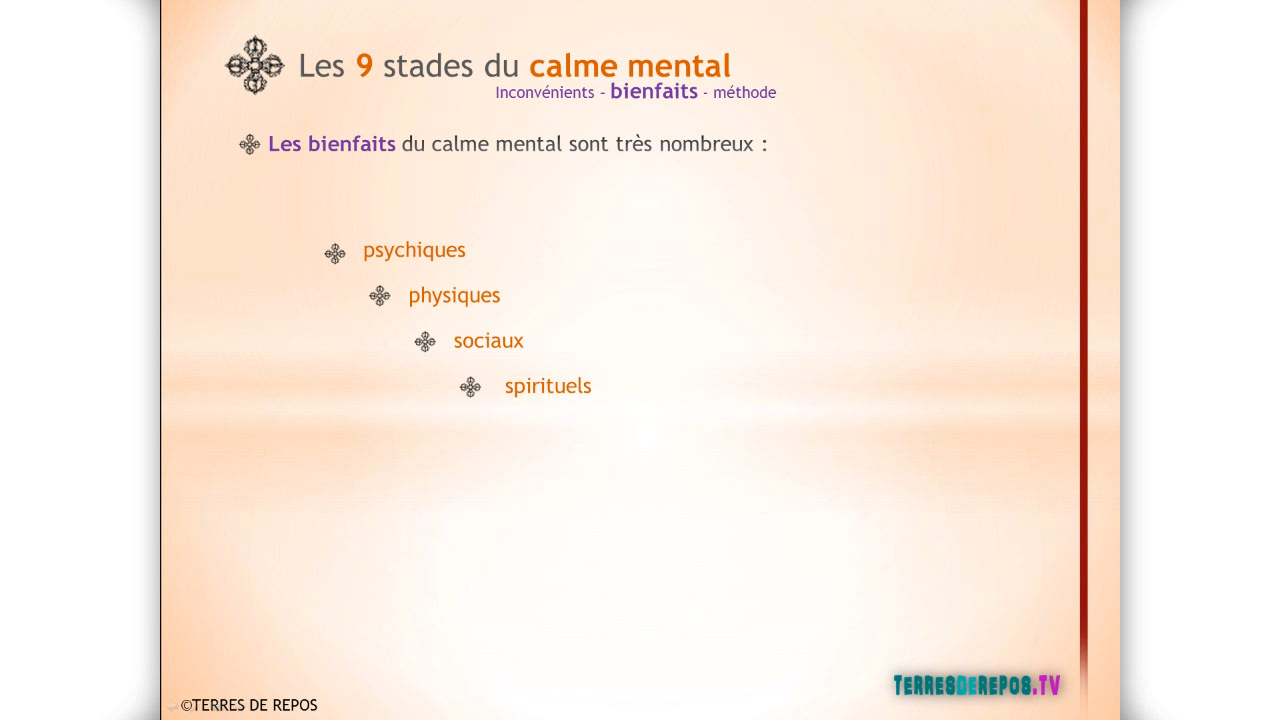 Les 9 stades du calme mental
Inconvénients - bienfaits - méthode
Les bienfaits du calme mental sont très nombreux :
psychiques
physiques
sociaux
spirituels
TERRESDEREPOS.TV
©TERRES DE REPOS